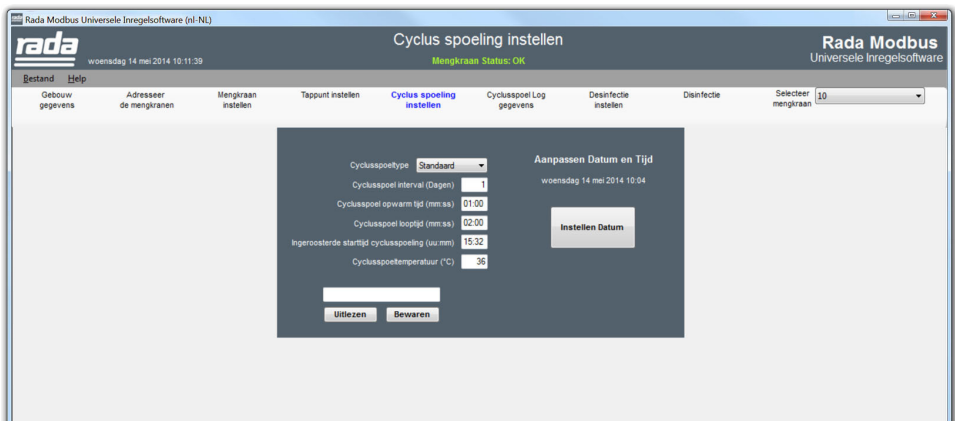 Rada Modbus Universele Inregelsoftware (nl-NL)
rada
woensdag 14 mei 2014 10:11:39
Cyclus spoeling instellen
Mengkraan Status: OK
Rada Modbus
Universele Inregelsoftware
Bestand Help
Gebouw
gegevens
Adresseer
de mengkranen
Mengkraan
instellen
Tappunt instellen
Cyclus spoeling
instellen
Cyclusspoel Log
gegevens
Desinfectie
instellen
Disinfectie
Selecteer
mengkraan
10
Cyclusspoeltype Standaard
Cyclusspoel interval (Dagen) 1
Cyclusspoel opwarm tijd (mm:ss) 01:00
Cyclusspoel looptijd (mm:ss) 02:00
Ingeroosterde starttijd cyclusspoeling (uu:mm) 15:32
Cyclusspoeltemperatuur (°C) 36
Uitlezen Bewaren
Aanpassen Datum en Tijd
woensdag 14 mei 2014 10:04
Instellen Datum